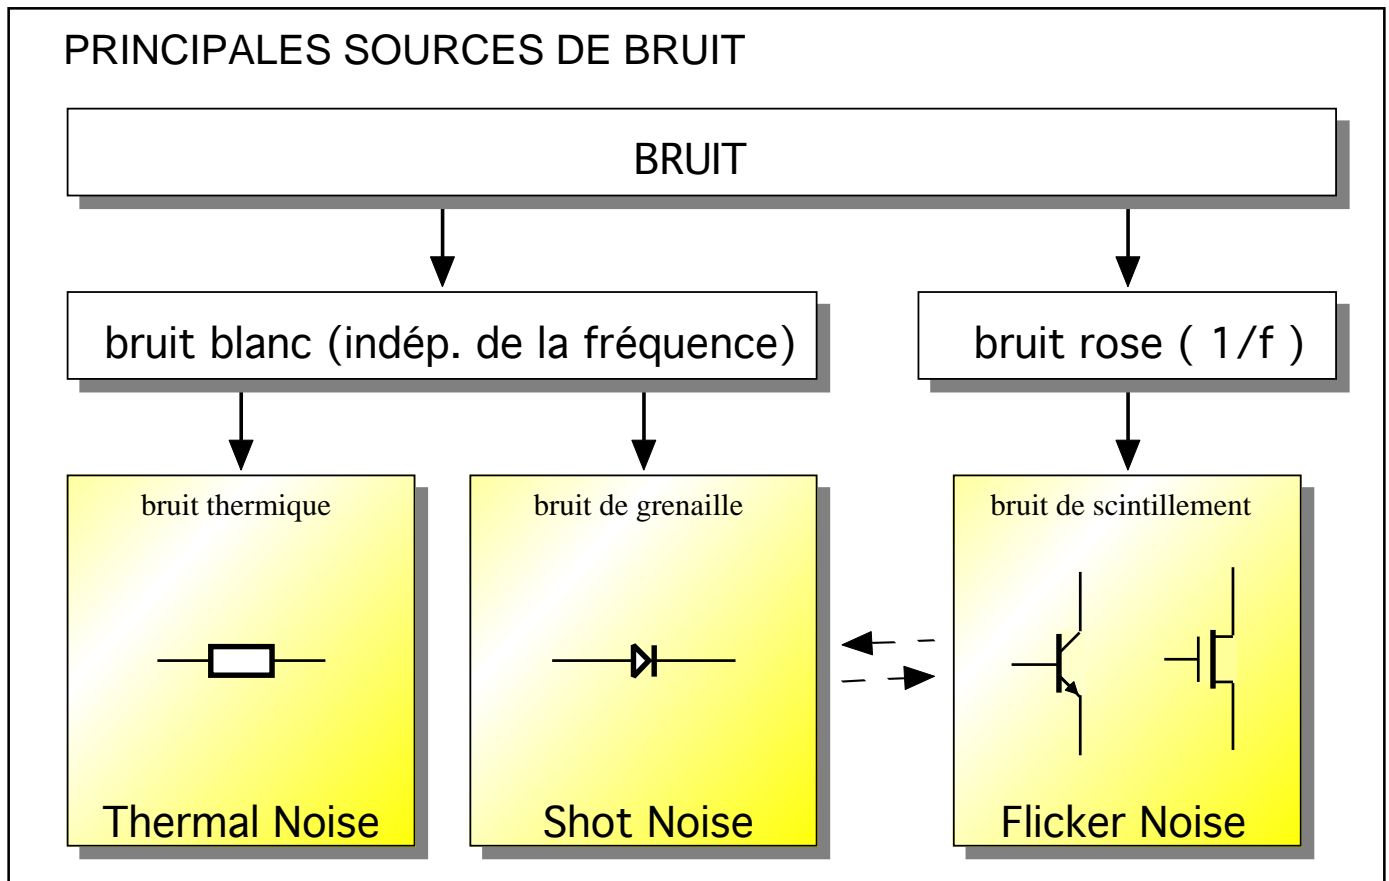 PRINCIPALES SOURCES DE BRUIT
BRUIT
bruit blanc (indép. de la fréquence)
bruit rose ( 1/f )
bruit thermique
bruit de grenaille
bruit de scintillement
Thermal Noise
Shot Noise
Flicker Noise